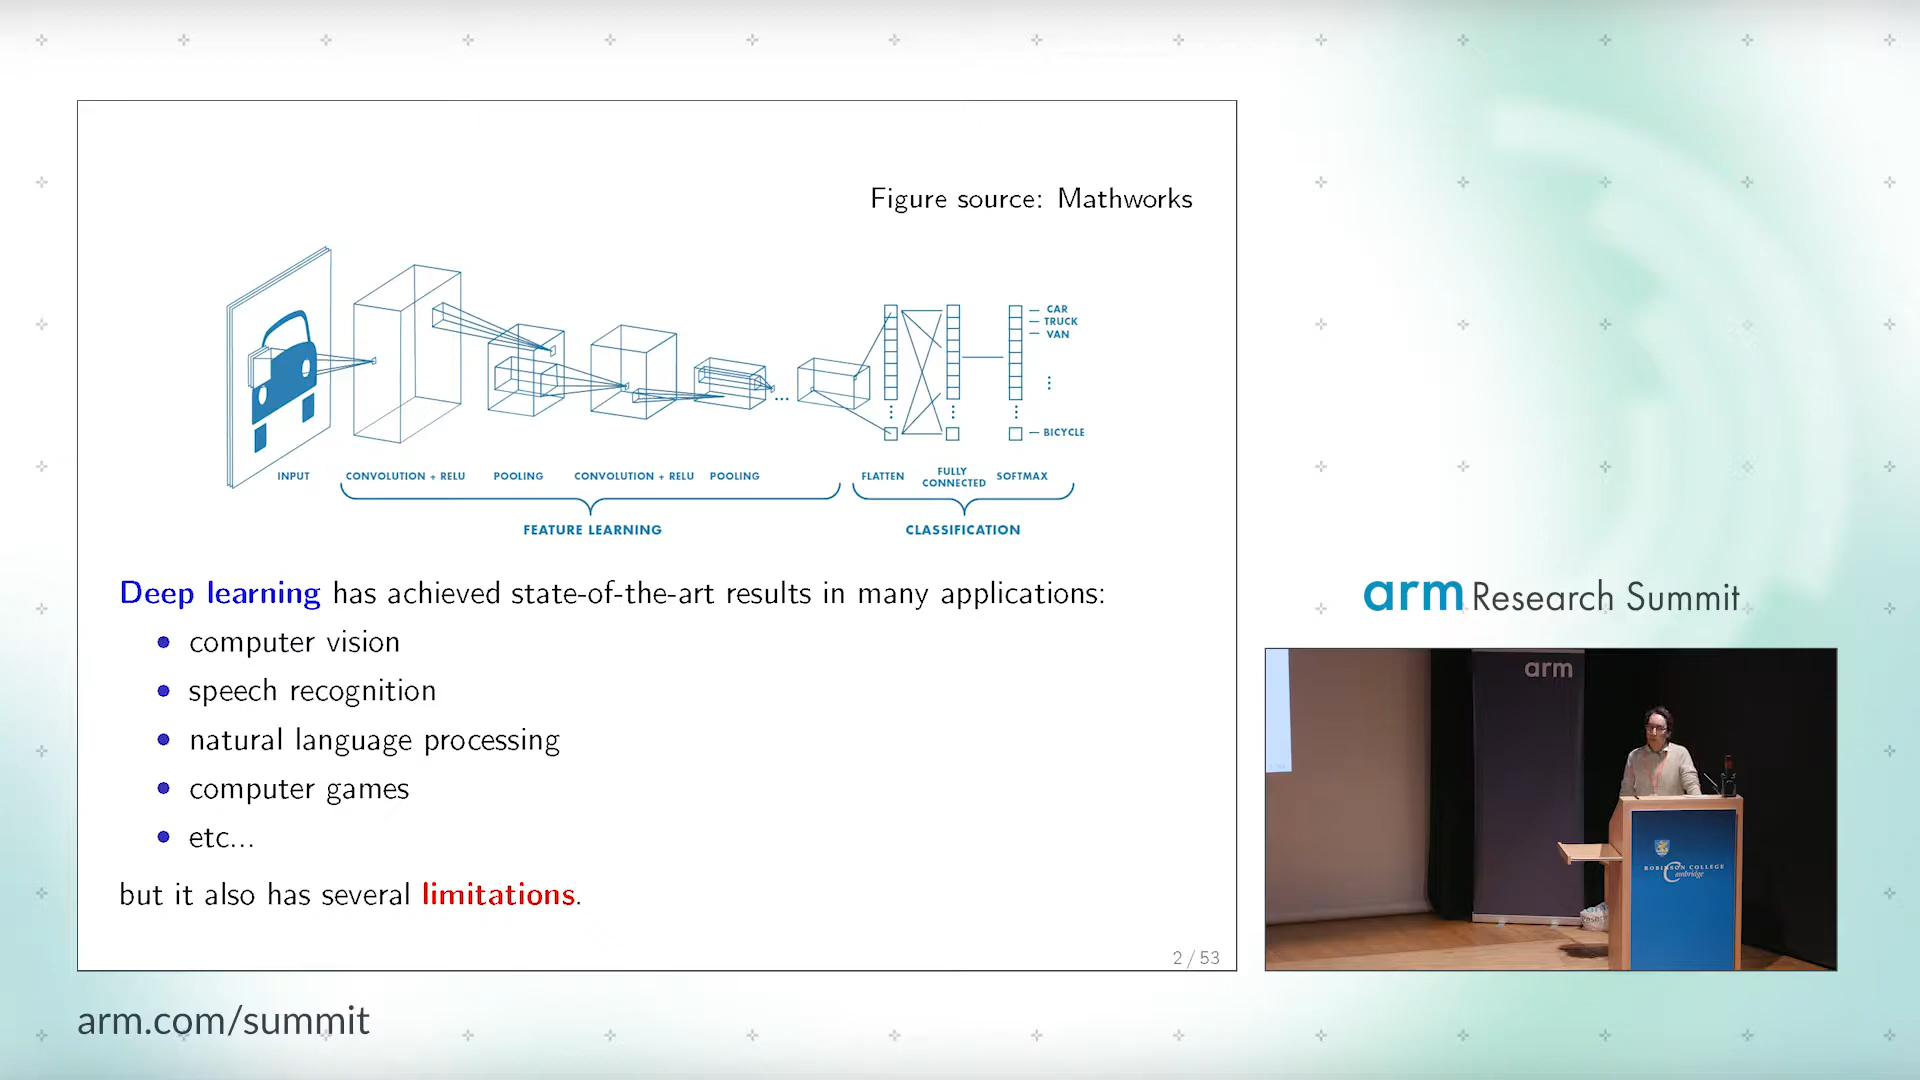 Figure source: Mathworks
CAR
TRUCK
VAN
BICYCLE
INPUT
CONVOLUTION + RELU
POOLING
CONVOLUTION + RELU
POOLING
FLATTEN
FULLY
CONNECTED
SOFTMAX
FEATURE LEARNING
CLASSIFICATION
Deep learning has achieved state-of-the-art results in many applications:
• computer vision
• speech recognition
• natural language processing
• computer games
• etc...
but it also has several limitations.
2 / 53
arm Research Summit
arm
ROBINSON COLLEGE
Cambridge
arm.com/summit